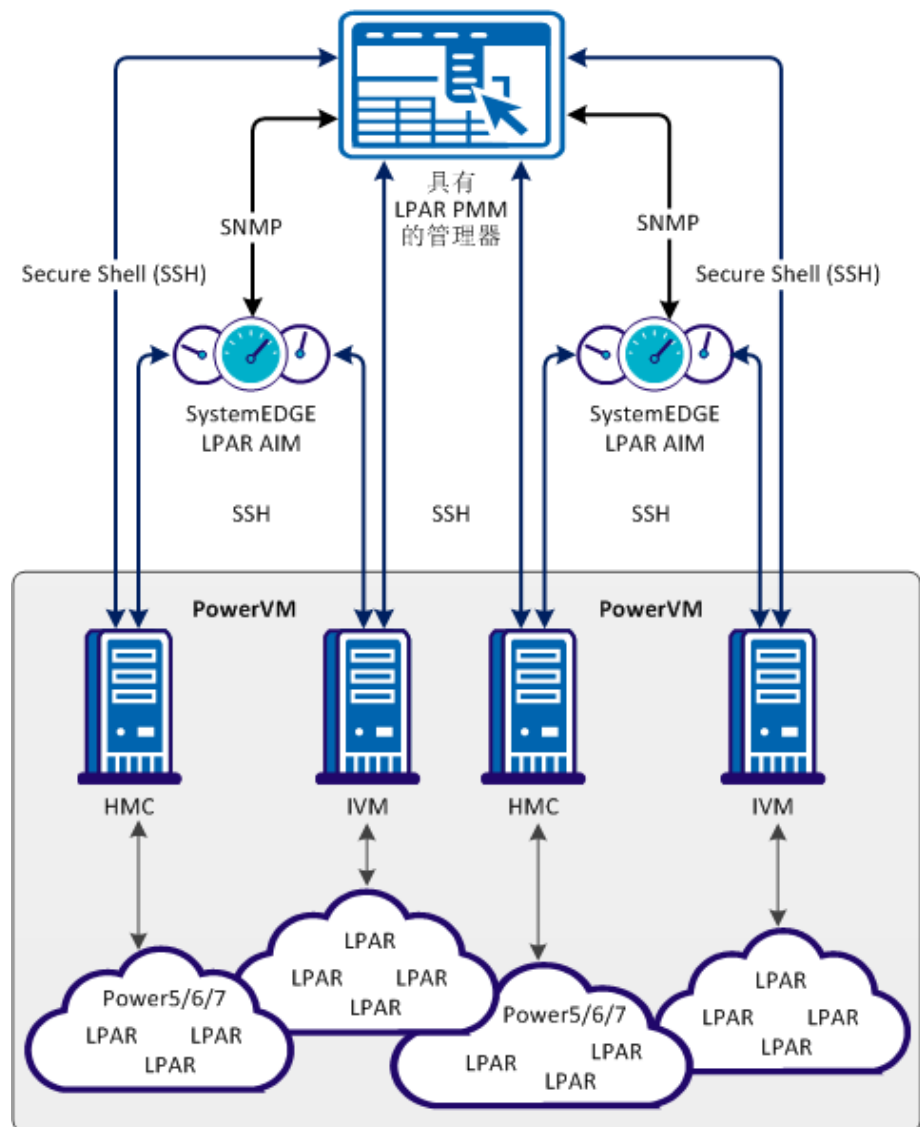 具有
LPAR PMM
的管理器
SNMP
SNMP
Secure Shell (SSH)
Secure Shell (SSH)
SystemEDGE
LPAR AIM
SystemEDGE
LPAR AIM
SSH
SSH
SSH
PowerVM
PowerVM
HMC
IVM
HMC
IVM
Power5/6/7
LPAR
LPAR
LPAR
LPAR
LPAR
LPAR
LPAR
Power5/6/7
LPAR
LPAR
LPAR
LPAR
LPAR
LPAR
LPAR